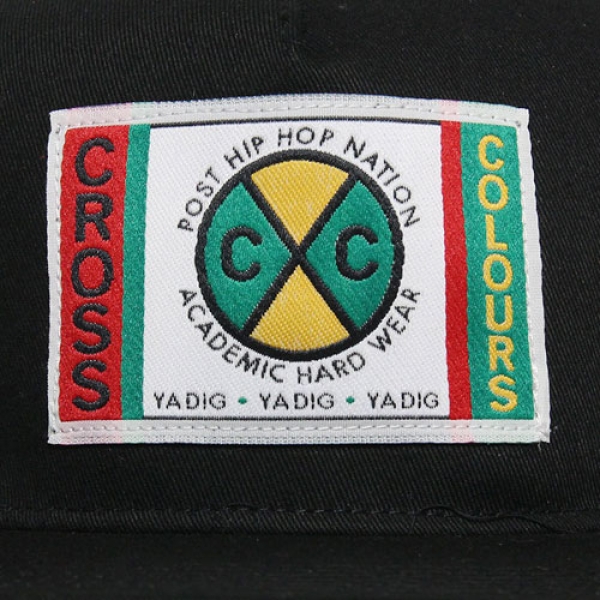 CROSS
POST HIP HOP NATION
C C
ACADEMIC HARD WEAR
YADIG • YADIG • YADIG
COLOURS